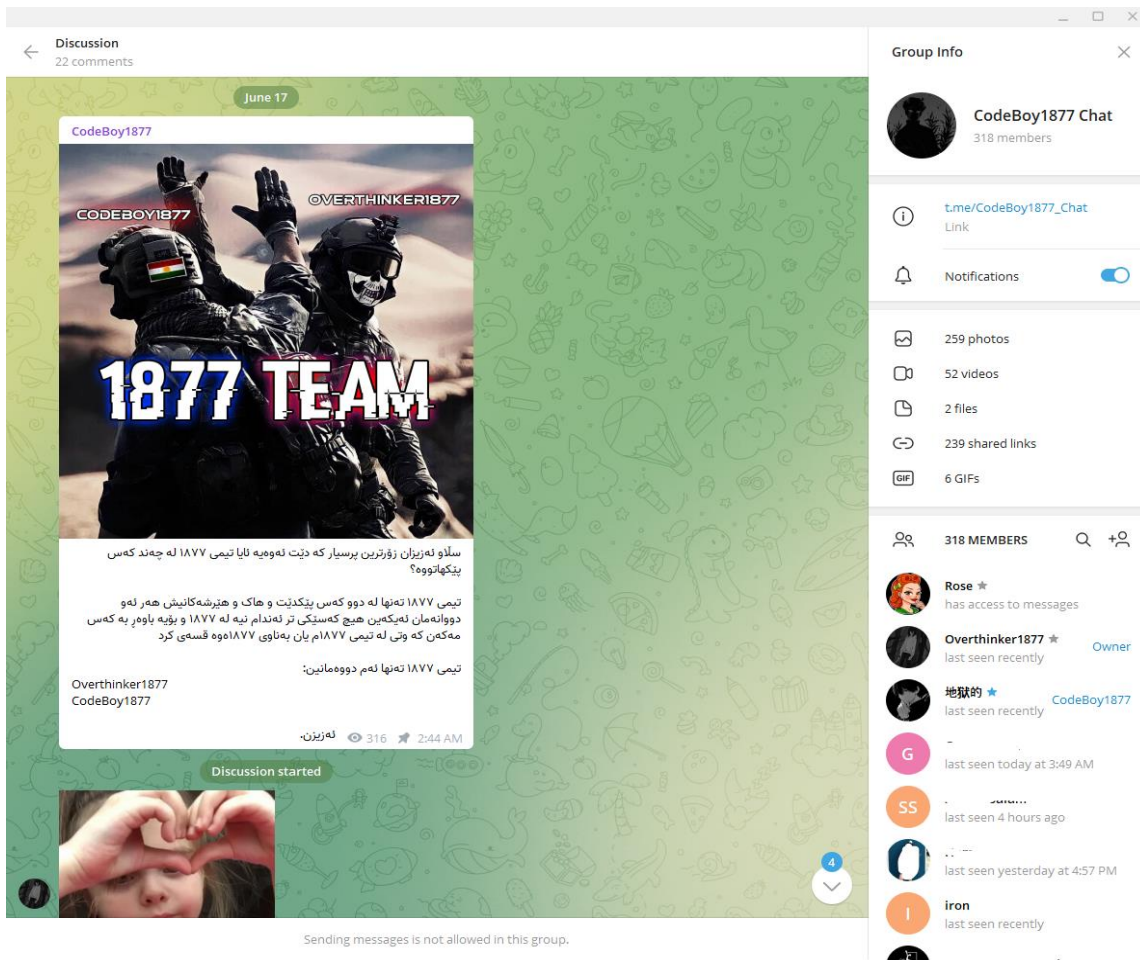 Discussion
22 comments
June 17
CodeBoy1877
CODEBOY1877
OVERTHINKER1877
1877 TEAM
سڵاو ئەزیزان زۆرترین پرسیار کە دێت ئەوەیە ئایا تیمی ١٨٧٧ لە چەند کەس
پێکهاتووە؟
تیمی ١٨٧٧ تەنها لە دوو کەس پێکدێت و هاک و هێرشەکانیش هەر ئەو
دووانەمان ئەیکەین هیچ کەسێکی تر ئەندام نیە لە ١٨٧٧ و بۆیە باوەڕ بە کەس
مەکەن کە وتی لە تیمی ١٨٧٧م یان بەناوی ١٨٧٧ەوە قسەی کرد
تیمی ١٨٧٧ تەنها ئەم دووەمانین:
Overthinker1877
CodeBoy1877
ئەزیزن.
316 2:44 AM
Discussion started
4
Sending messages is not allowed in this group.
Group Info
CodeBoy1877 Chat
318 members
t.me/CodeBoy1877_Chat
Link
Notifications
259 photos
52 videos
2 files
239 shared links
GIF 6 GIFs
318 MEMBERS
Rose
has access to messages
Overthinker1877
Owner
last seen recently
地獄的
CodeBoy1877
last seen recently
G
last seen today at 3:49 AM
SS
last seen 4 hours ago
last seen yesterday at 4:57 PM
I
iron
last seen recently